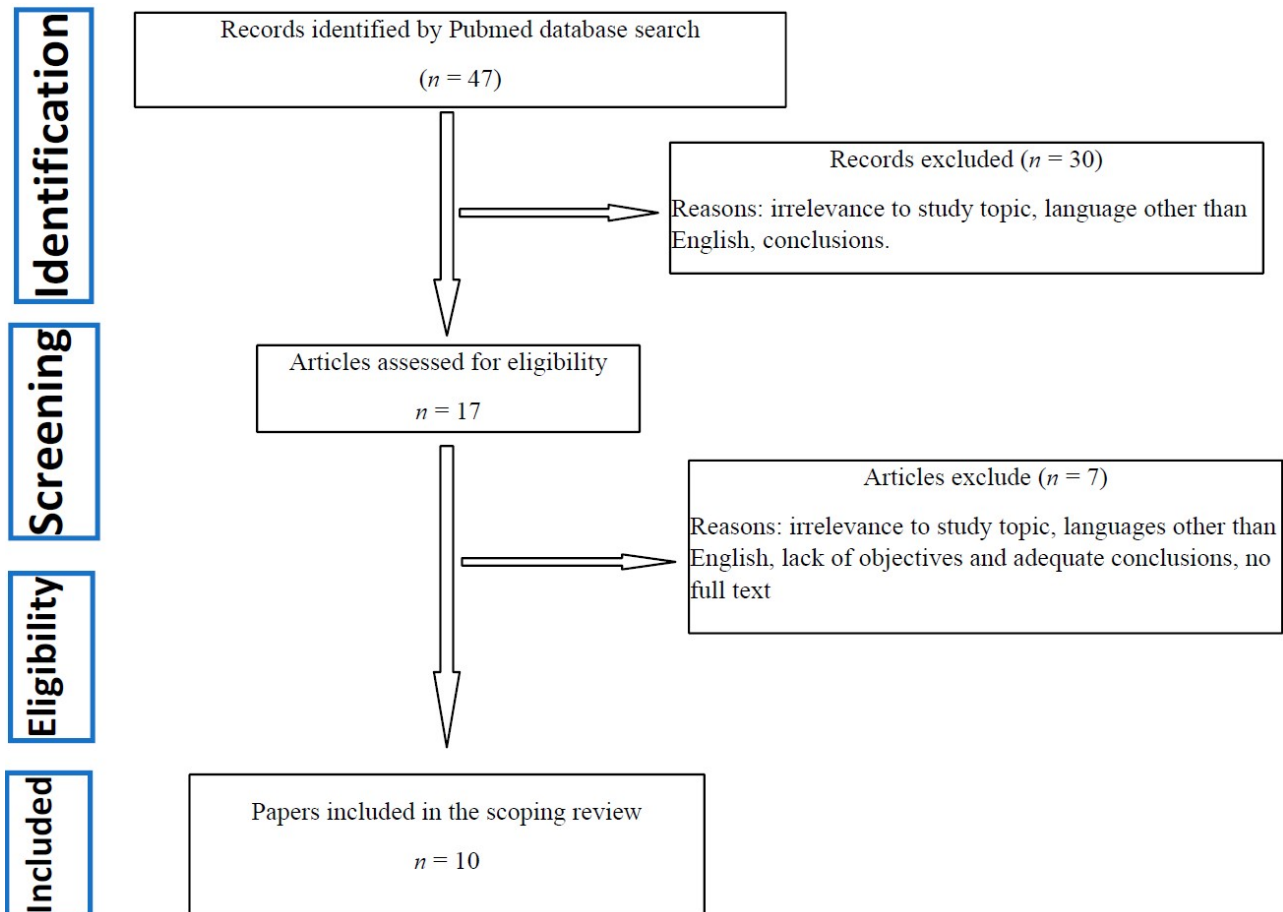 Identification
Records identified by Pubmed database search
(n = 47)
Records excluded (n = 30)
Reasons: irrelevance to study topic, language other than
English, conclusions.
Screening
Articles assessed for eligibility
n = 17
Articles exclude (n = 7)
Reasons: irrelevance to study topic, languages other than
English, lack of objectives and adequate conclusions, no
full text
Eligibility
Included
Papers included in the scoping review
n = 10